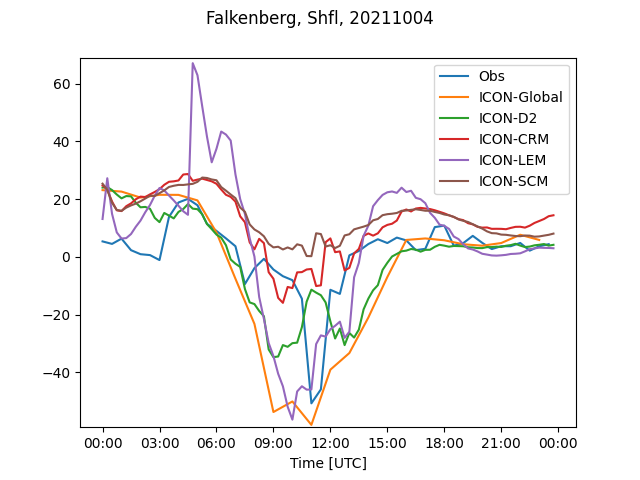 Falkenberg, Shfl, 20211004
Obs
ICON-Global
ICON-D2
ICON-CRM
ICON-LEM
ICON-SCM
60
40
20
0
−20
−40
00:00 03:00 06:00 09:00 12:00 15:00 18:00 21:00 00:00
Time [UTC]